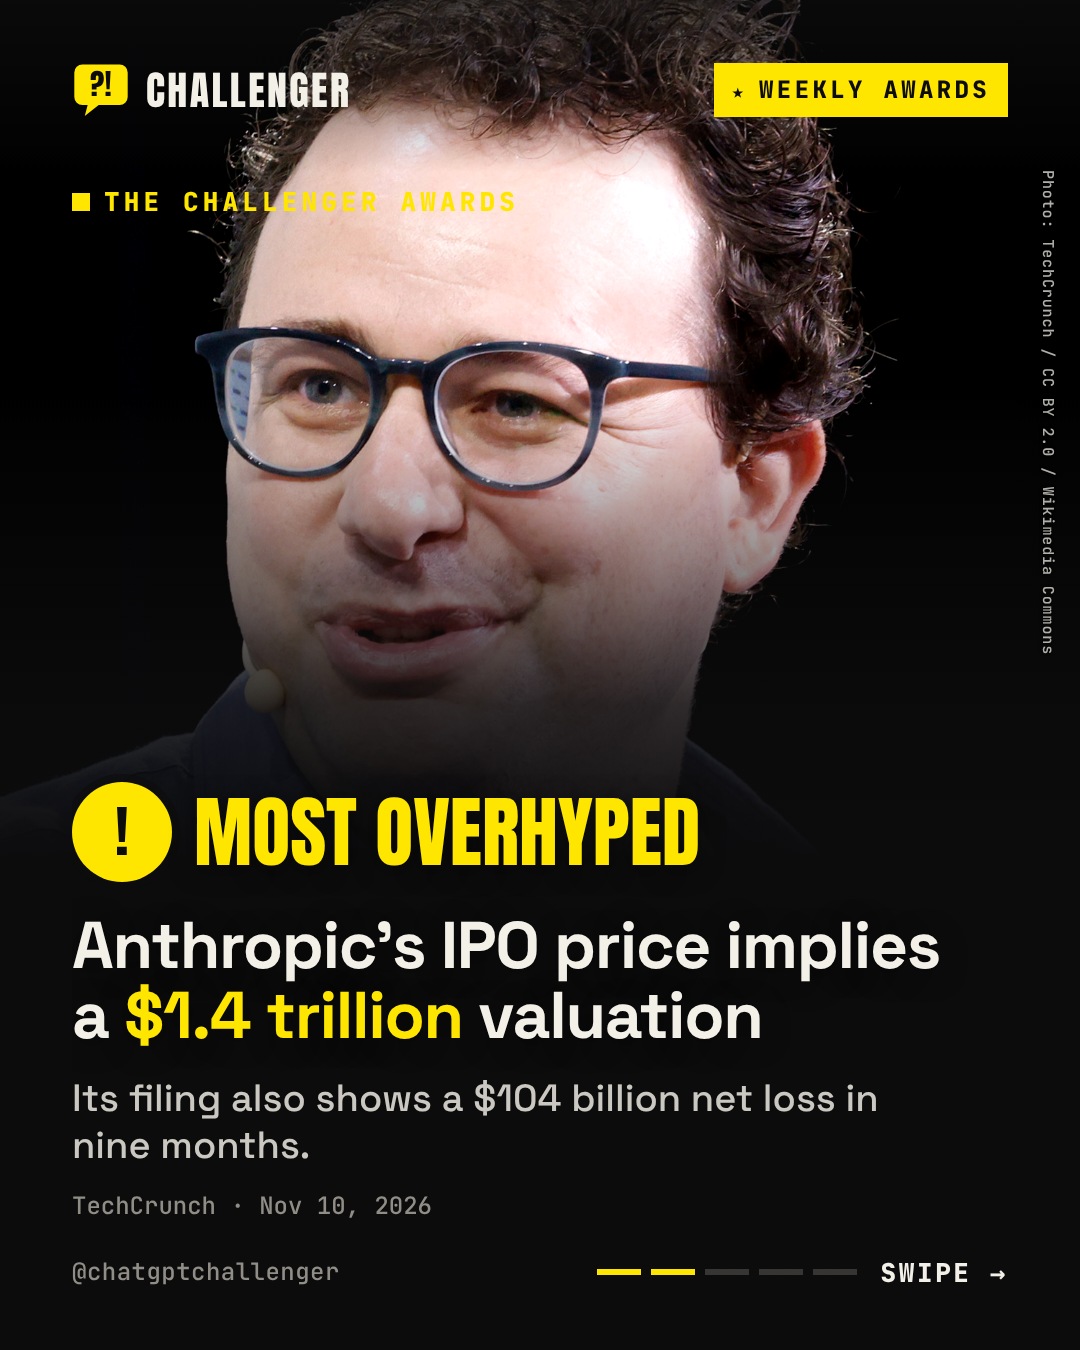 ?! CHALLENGER
★ WEEKLY AWARDS
THE CHALLENGER AWARDS
Photo: TechCrunch / CC BY 2.0 / Wikimedia Commons
! MOST OVERHYPED
Anthropic’s IPO price implies
a $1.4 trillion valuation
Its filing also shows a $104 billion net loss in
nine months.
TechCrunch · Nov 10, 2026
@chatgptchallenger
SWIPE →